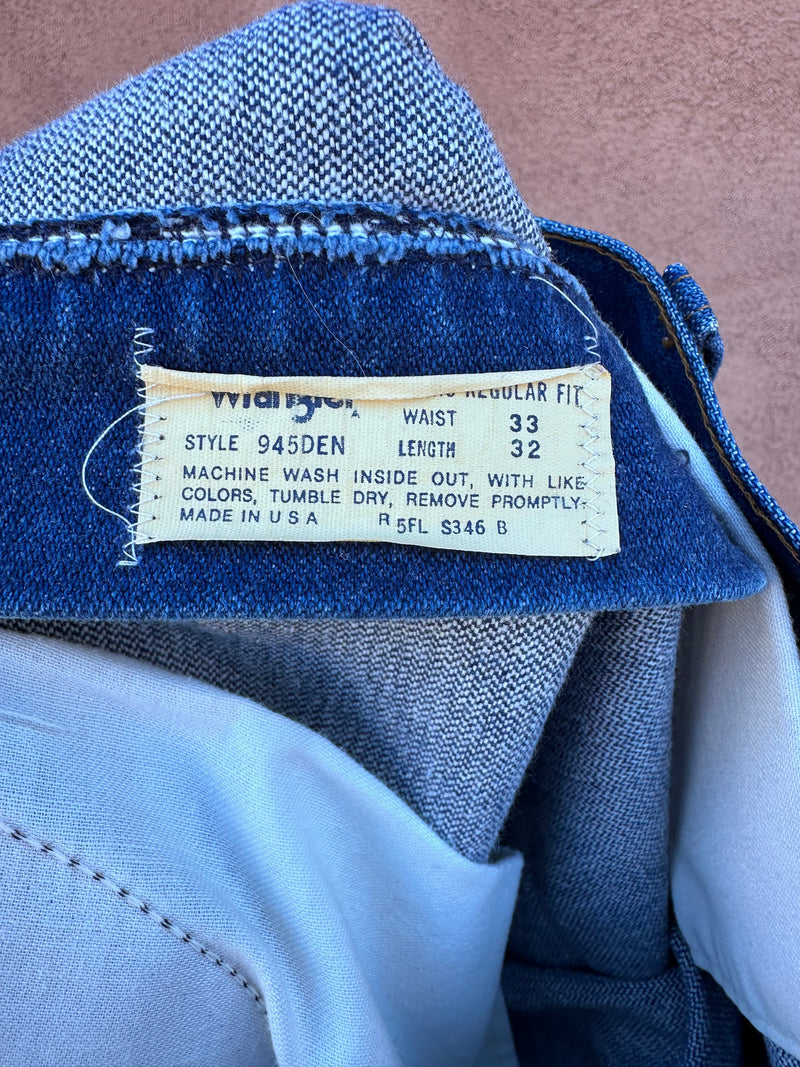 Wrangler REGULAR FIT
WAIST 33
STYLE 945DEN LENGTH 32
MACHINE WASH INSIDE OUT, WITH LIKE
COLORS, TUMBLE DRY, REMOVE PROMPTLY-
MADE IN U S A R 5FL S346 B